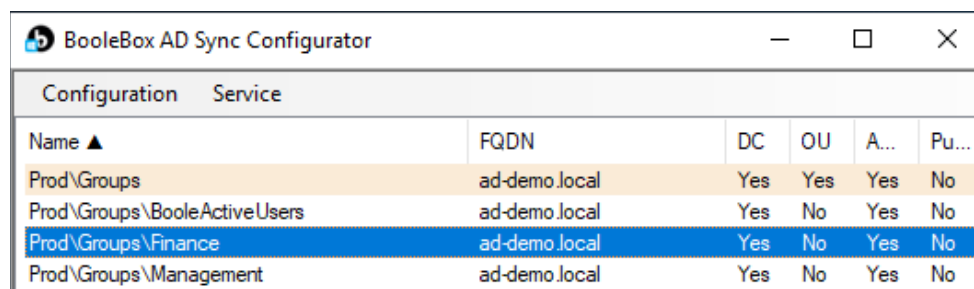 BooleBox AD Sync Configurator
Configuration Service
Name ▲ FQDN DC OU A... Pu...
Prod\Groups ad-demo.local Yes Yes Yes No
Prod\Groups\BooleActiveUsers ad-demo.local Yes No Yes No
Prod\Groups\Finance ad-demo.local Yes No Yes No
Prod\Groups\Management ad-demo.local Yes No Yes No